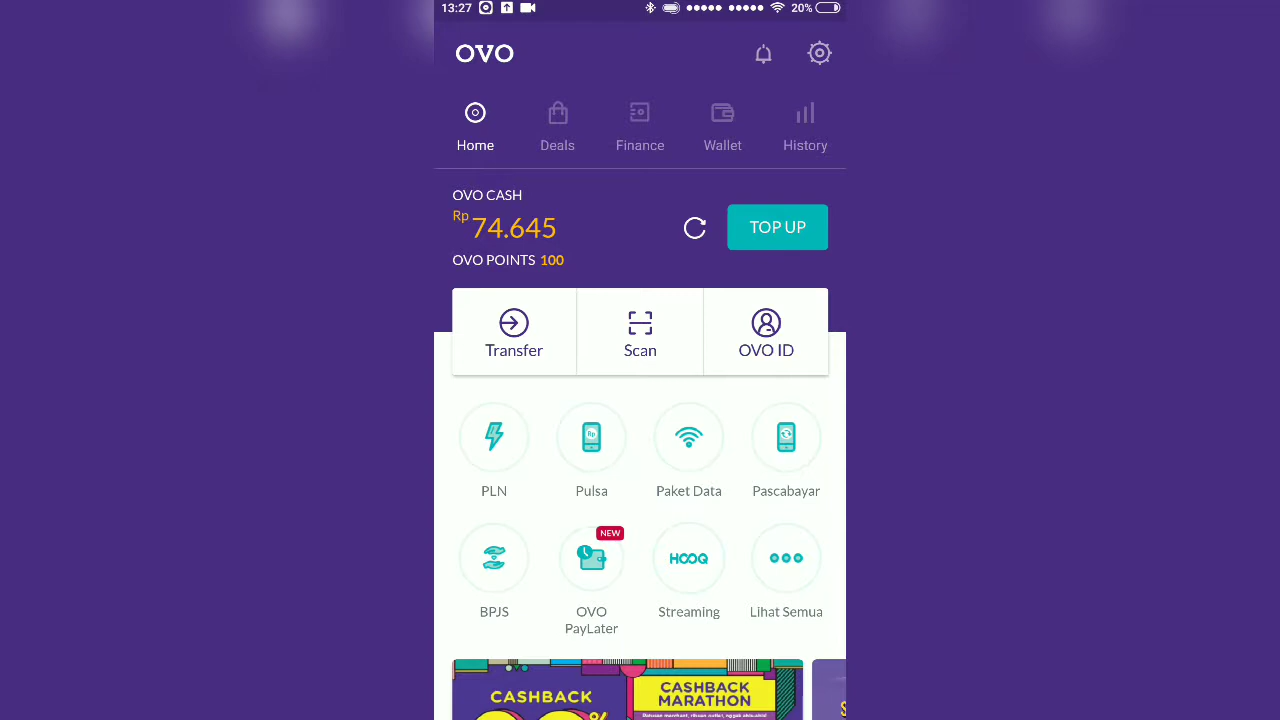 13:27
20%
OVO
Home Deals Finance Wallet History
OVO CASH
Rp 74.645
TOP UP
OVO POINTS 100
Transfer Scan OVO ID
Rp
PLN Pulsa Paket Data Pascabayar
NEW
HOOQ
BPJS OVO PayLater Streaming Lihat Semua
CASHBACK
%
CASHBACK
MARATHON